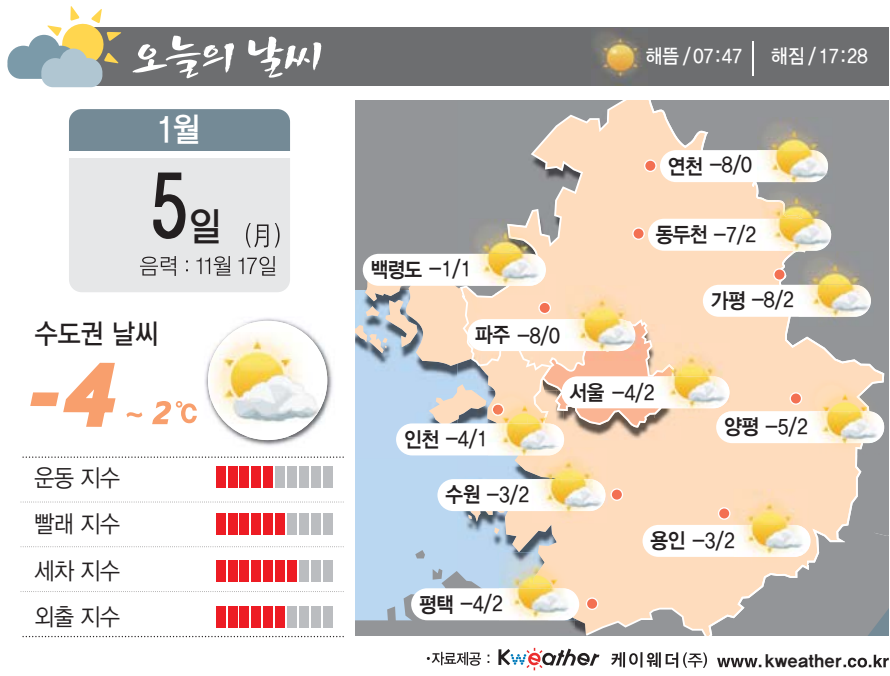 오늘의 날씨
해뜸/07:47 해짐/17:28
1월
5일 (月)
음력 : 11월 17일
수도권 날씨
-4 ~ 2℃
운동 지수
빨래 지수
세차 지수
외출 지수
연천 -8/0
동두천 -7/2
백령도 -1/1
가평 -8/2
파주 -8/0
서울 -4/2
양평 -5/2
인천 -4/1
수원 -3/2
용인 -3/2
평택 -4/2
·자료제공 : Kweather 케이웨더(주) www.kweather.co.kr